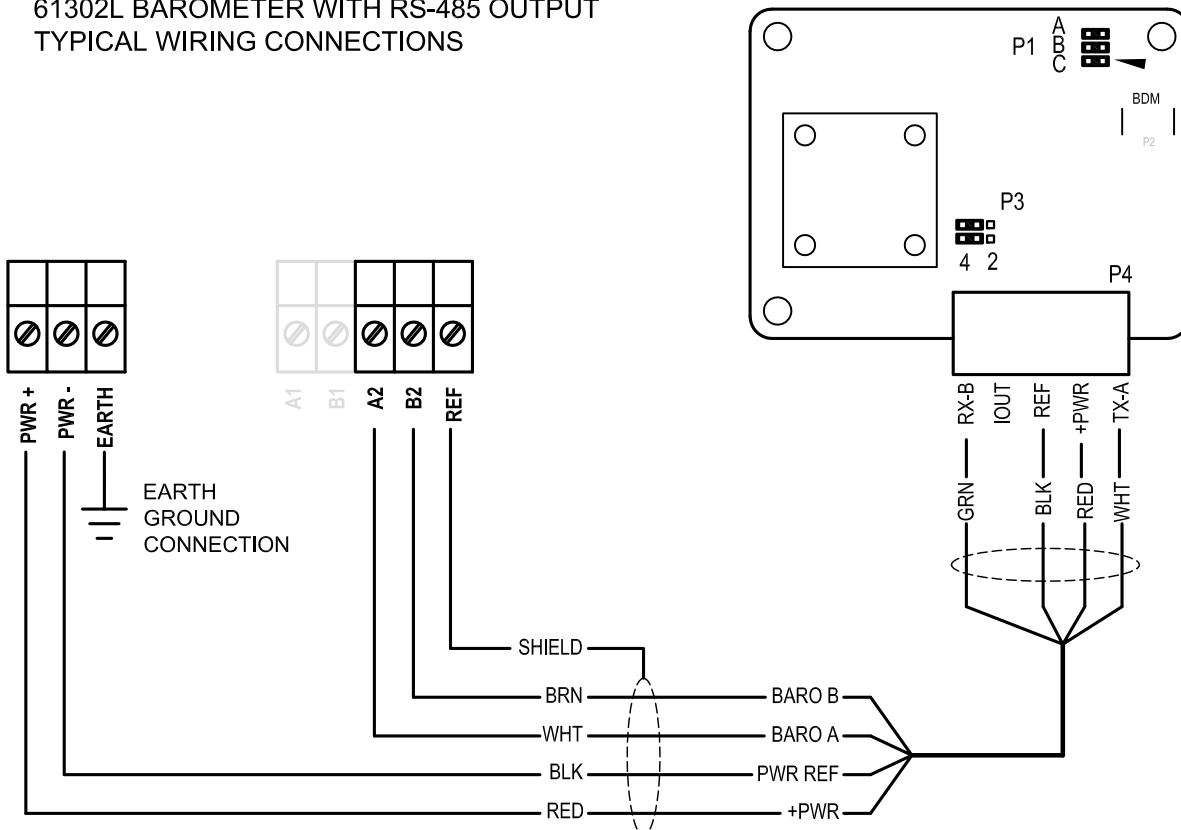 61302L BAROMETER WITH RS-485 OUTPUT
TYPICAL WIRING CONNECTIONS
P1
A
B
C
BDM
P2
P3
4 2
P4
RX-B
IOUT
REF
+PWR
TX-A
GRN
BLK
RED
WHT
PWR +
PWR -
EARTH
A1
B1
A2
B2
REF
EARTH
GROUND
CONNECTION
SHIELD
BRN BARO B
WHT BARO A
BLK PWR REF
RED +PWR